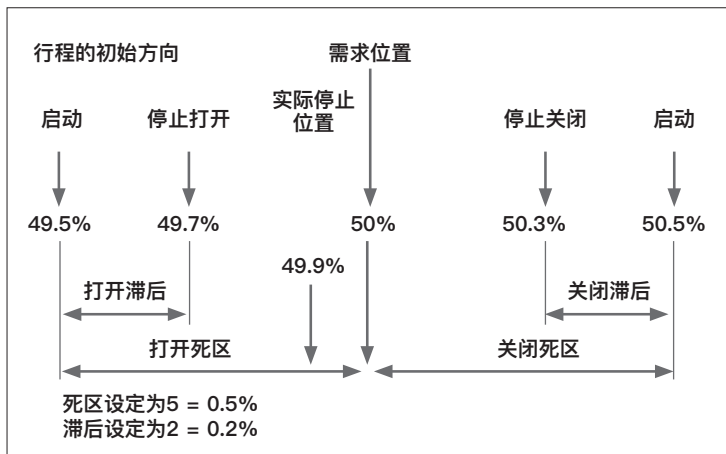 行程的初始方向
需求位置
实际停止
位置
启动
停止打开
停止关闭
启动
49.5%
49.7%
50%
50.3%
50.5%
49.9%
打开滞后
关闭滞后
打开死区
关闭死区
死区设定为5 = 0.5%
滞后设定为2 = 0.2%